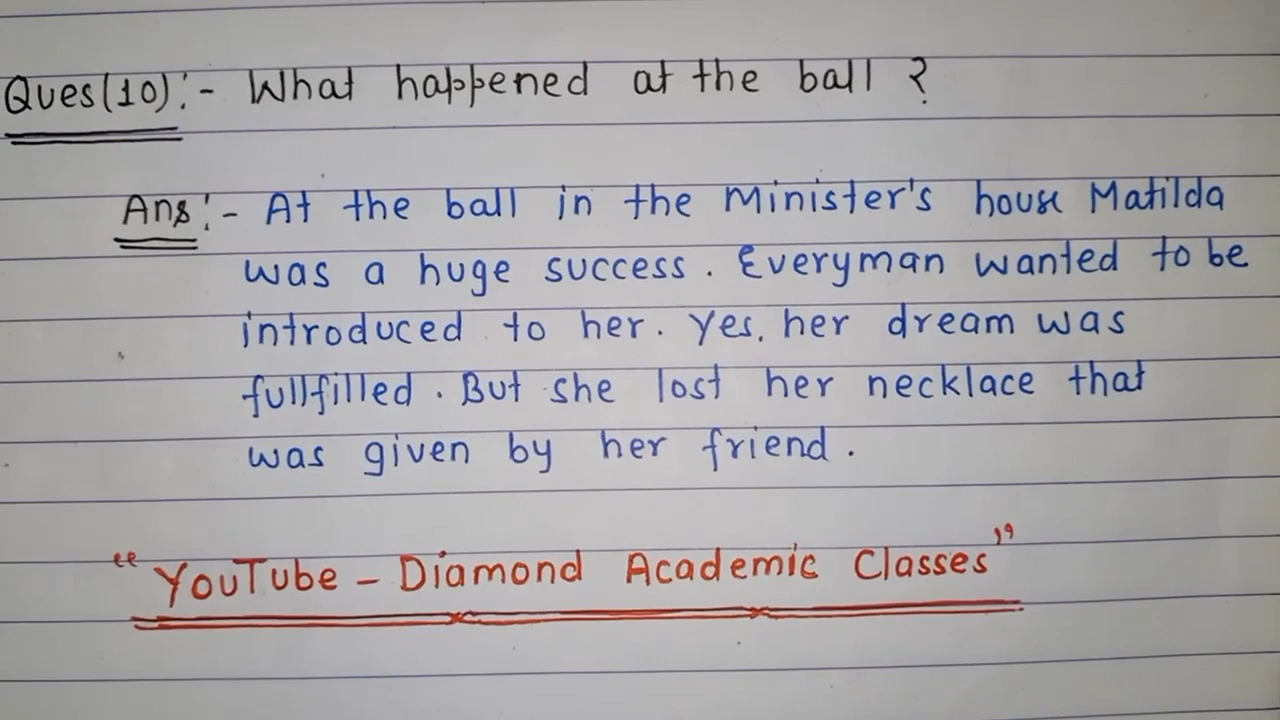 Ques(10):- What happened at the ball ?
Ans:- At the ball in the Minister's house Matilda
was a huge success. Everyman wanted to be
introduced to her. Yes, her dream was
fullfilled. But she lost her necklace that
was given by her friend.
"YouTube - Diamond Academic Classes"